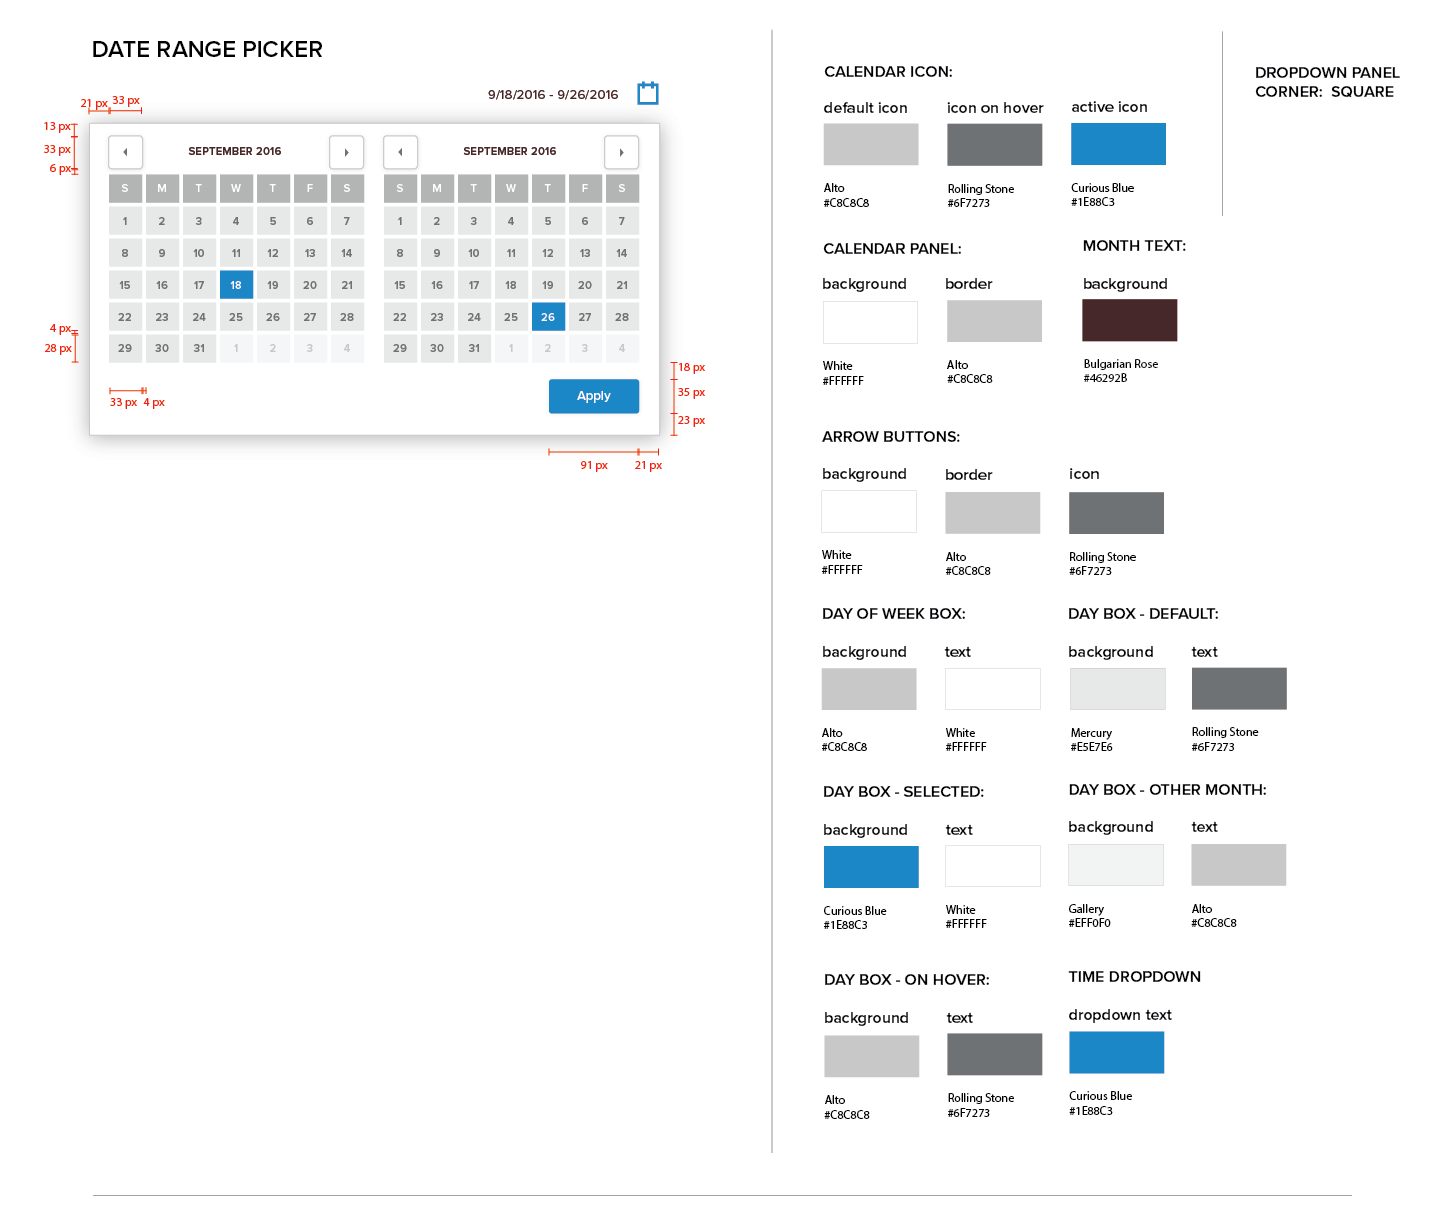 DATE RANGE PICKER
9/18/2016 - 9/26/2016
21 px 33 px
13 px
33 px
6 px
SEPTEMBER 2016 SEPTEMBER 2016
S M T W T F S S M T W T F S
1 2 3 4 5 6 7 1 2 3 4 5 6 7
8 9 10 11 12 13 14 8 9 10 11 12 13 14
15 16 17 18 19 20 21 15 16 17 18 19 20 21
22 23 24 25 26 27 28 22 23 24 25 26 27 28
29 30 31 1 2 3 4 29 30 31 1 2 3 4
4 px
28 px
33 px 4 px
Apply
18 px
35 px
23 px
91 px 21 px
CALENDAR ICON:
default icon icon on hover active icon
Alto Rolling Stone Curious Blue
#C8C8C8 #6F7273 #1E88C3
DROPDOWN PANEL
CORNER: SQUARE
CALENDAR PANEL:
background border
White Alto
#FFFFFF #C8C8C8
MONTH TEXT:
background
Bulgarian Rose
#46292B
ARROW BUTTONS:
background border icon
White Alto Rolling Stone
#FFFFFF #C8C8C8 #6F7273
DAY OF WEEK BOX:
background text
Alto White
#C8C8C8 #FFFFFF
DAY BOX - DEFAULT:
background text
Mercury Rolling Stone
#E5E7E6 #6F7273
DAY BOX - SELECTED:
background text
Curious Blue White
#1E88C3 #FFFFFF
DAY BOX - OTHER MONTH:
background text
Gallery Alto
#EFF0F0 #C8C8C8
DAY BOX - ON HOVER:
background text
Alto Rolling Stone
#C8C8C8 #6F7273
TIME DROPDOWN
dropdown text
Curious Blue
#1E88C3